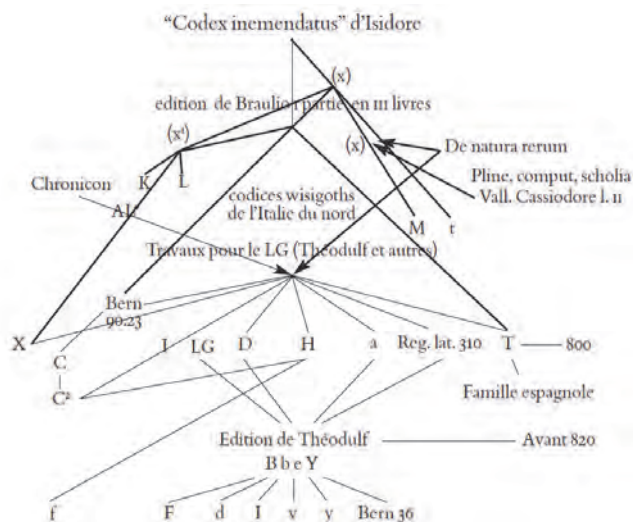 “Codex inemendatus” d’Isidore
(x)
edition de Braulion partie en III livres
(x¹)
(x)
De natura rerum
Chronicon
K
L
Pline, comput, scholia
Vall. Cassiodore l. II
codices wisigoths
de l’Italie du nord
M
t
Travaux pour le LG (Théodulf et autres)
Bern
90.23
X
C
I
LG
D
H
a
Reg. lat. 310
T
800
C²
Famille espagnole
Edition de Théodulf
Avant 820
B b e Y
f
F
d
I
v
y
Bern 36